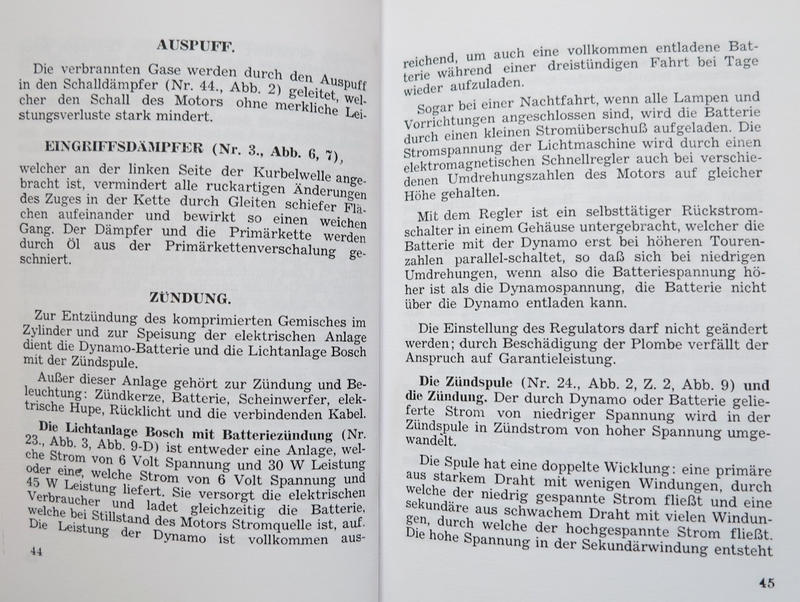 AUSPUFF.
Die verbrannten Gase werden durch den Auspuff
in den Schalldämpfer (Nr. 44., Abb. 2) geleitet, wel-
cher den Schall des Motors ohne merkliche Lei-
stungsverluste stark mindert.
EINGRIFFSDÄMPFER (Nr. 3., Abb. 6, 7),
welcher an der linken Seite der Kurbelwelle ange-
bracht ist, vermindert alle ruckartigen Änderungen
des Zuges in der Kette durch Gleiten schiefer Flä-
chen aufeinander und bewirkt so einen weichen
Gang. Der Dämpfer und die Primärkette werden
durch Öl aus der Primärkettenverschalung ge-
schniert.
ZÜNDUNG.
Zur Entzündung des komprimierten Gemisches im
Zylinder und zur Speisung der elektrischen Anlage
dient die Dynamo-Batterie und die Lichtanlage Bosch
mit der Zündspule.
Außer dieser Anlage gehört zur Zündung und Be-
leuchtung: Zündkerze, Batterie, Scheinwerfer, elek-
trische Hupe, Rücklicht und die verbindenden Kabel.
Die Lichtanlage Bosch mit Batteriezündung (Nr.
23., Abb. 3, Abb. 9-D) ist entweder eine Anlage, wel-
che Strom von 6 Volt Spannung und 30 W Leistung
oder eine, welche Strom von 6 Volt Spannung und
45 W Leistung liefert. Sie versorgt die elektrischen
Verbraucher und ladet gleichzeitig die Batterie,
welche bei Stillstand des Motors Stromquelle ist, auf.
Die Leistung der Dynamo ist vollkommen aus-
44
reichend, um auch eine vollkommen entladene Bat-
terie während einer dreistündigen Fahrt bei Tage
wieder aufzuladen.
Sogar bei einer Nachtfahrt, wenn alle Lampen und
Vorrichtungen angeschlossen sind, wird die Batterie
durch einen kleinen Stromüberschuß aufgeladen. Die
Stromspannung der Lichtmaschine wird durch einen
elektromagnetischen Schnellregler auch bei verschie-
denen Umdrehungszahlen des Motors auf gleicher
Höhe gehalten.
Mit dem Regler ist ein selbsttätiger Rückstrom-
schalter in einem Gehäuse untergebracht, welcher die
Batterie mit der Dynamo erst bei höheren Touren-
zahlen parallel-schaltet, so daß sich bei niedrigen
Umdrehungen, wenn also die Batteriespannung hö-
her ist als die Dynamospannung, die Batterie nicht
über die Dynamo entladen kann.
Die Einstellung des Regulators darf nicht geändert
werden; durch Beschädigung der Plombe verfällt der
Anspruch auf Garantieleistung.
Die Zündspule (Nr. 24., Abb. 2, Z. 2, Abb. 9) und
die Zündung. Der durch Dynamo oder Batterie gelie-
ferte Strom von niedriger Spannung wird in der
Zündspule in Zündstrom von hoher Spannung umge-
wandelt.
Die Spule hat eine doppelte Wicklung: eine primäre
aus starkem Draht mit wenigen Windungen, durch
welche der niedrig gespannte Strom fließt und eine
sekundäre aus schwachem Draht mit vielen Windun-
gen, durch welche der hochgespannte Strom fließt.
Die hohe Spannung in der Sekundärwindung entsteht
45